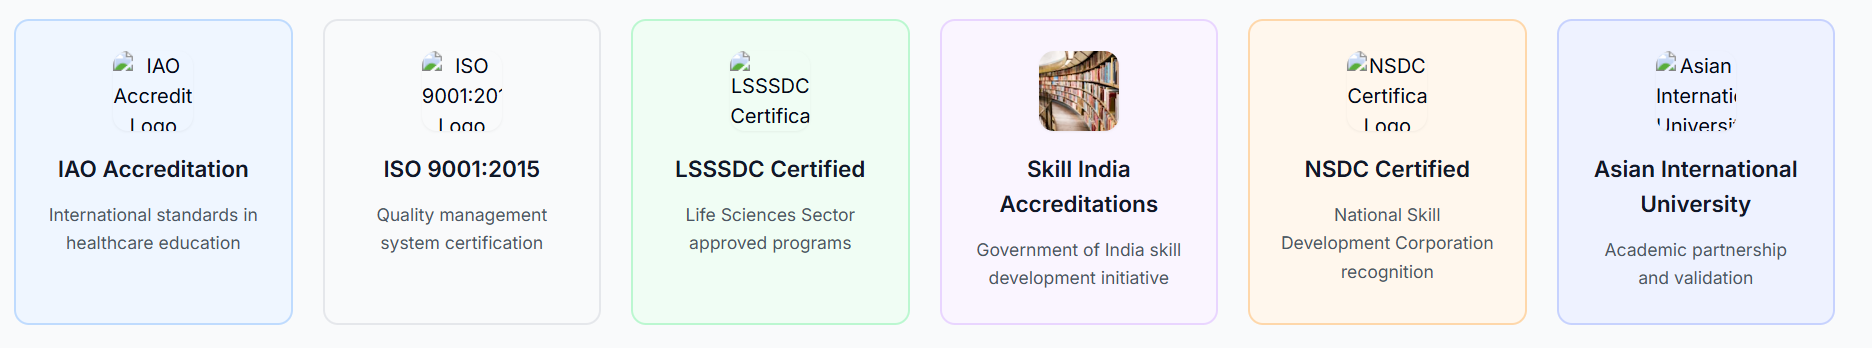 IAO
Accredit
Logo
IAO Accreditation
International standards in
healthcare education
ISO
9001:201
Logo
ISO 9001:2015
Quality management
system certification
LSSSDC
Certifica
LSSSDC Certified
Life Sciences Sector
approved programs
Skill India
Accreditations
Government of India skill
development initiative
NSDC
Certifica
Logo
NSDC Certified
National Skill
Development Corporation
recognition
Asian
Internati
Universi
Asian International
University
Academic partnership
and validation